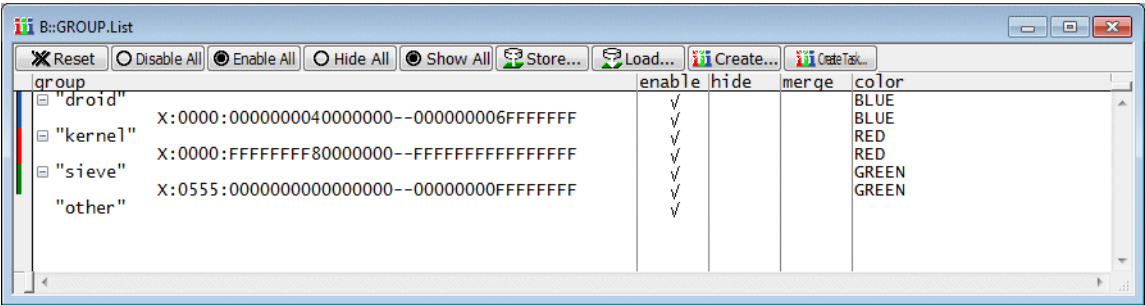 B::GROUP.List
Reset Disable All Enable All Hide All Show All Store... Load... Create... CreateTask...
group enable hide merge color
"droid" √ BLUE
X:0000:0000000040000000--000000006FFFFFFF √ BLUE
"kernel" √ RED
X:0000:FFFFFFFF80000000--FFFFFFFFFFFFFFFF √ RED
"sieve" √ GREEN
X:0555:0000000000000000--00000000FFFFFFFF √ GREEN
"other" √